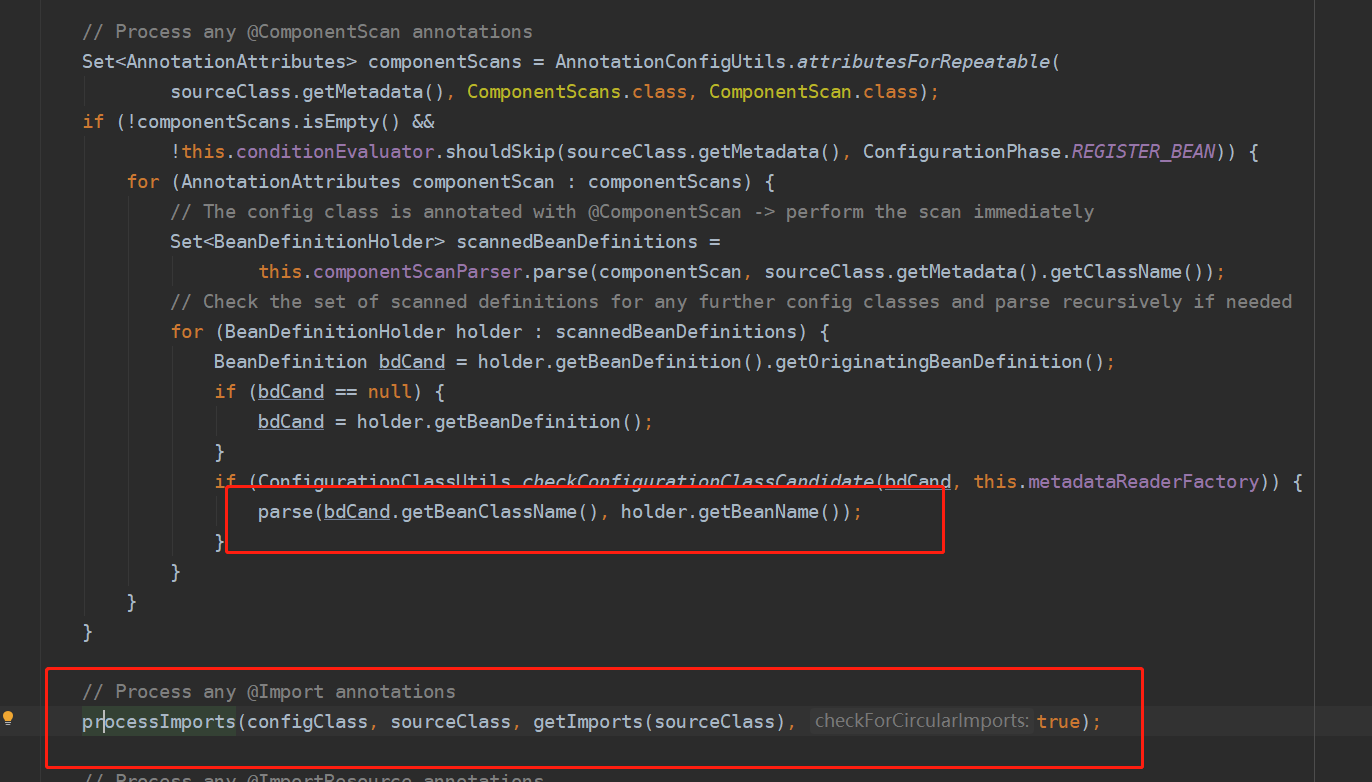 // Process any @ComponentScan annotations
Set<AnnotationAttributes> componentScans = AnnotationConfigUtils.attributesForRepeatable(
sourceClass.getMetadata(), ComponentScans.class, ComponentScan.class);
if (!componentScans.isEmpty() &&
!this.conditionEvaluator.shouldSkip(sourceClass.getMetadata(), ConfigurationPhase.REGISTER_BEAN)) {
for (AnnotationAttributes componentScan : componentScans) {
// The config class is annotated with @ComponentScan -> perform the scan immediately
Set<BeanDefinitionHolder> scannedBeanDefinitions =
this.componentScanParser.parse(componentScan, sourceClass.getMetadata().getClassName());
// Check the set of scanned definitions for any further config classes and parse recursively if needed
for (BeanDefinitionHolder holder : scannedBeanDefinitions) {
BeanDefinition bdCand = holder.getBeanDefinition().getOriginatingBeanDefinition();
if (bdCand == null) {
bdCand = holder.getBeanDefinition();
}
if (ConfigurationClassUtils.checkConfigurationClassCandidate(bdCand, this.metadataReaderFactory)) {
parse(bdCand.getBeanClassName(), holder.getBeanName());
}
}
}
}
// Process any @Import annotations
processImports(configClass, sourceClass, getImports(sourceClass), checkForCircularImports: true);
// Process any @ImportResource annotations